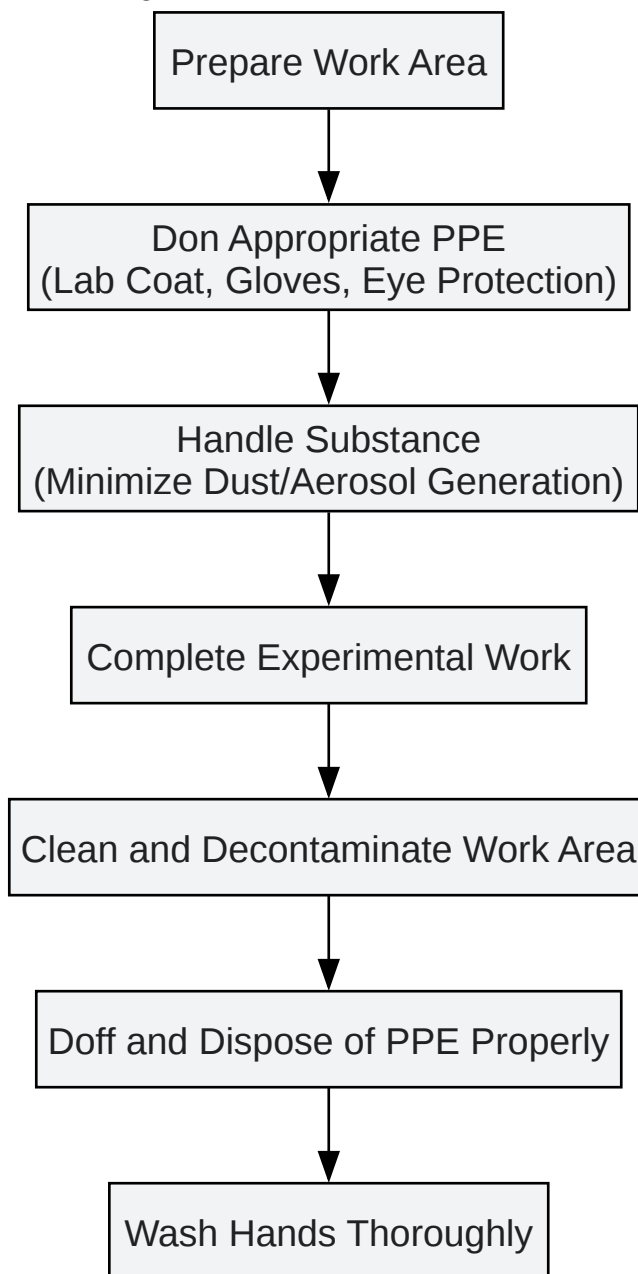 Prepare Work Area
Don Appropriate PPE
(Lab Coat, Gloves, Eye Protection)
Handle Substance
(Minimize Dust/Aerosol Generation)
Complete Experimental Work
Clean and Decontaminate Work Area
Doff and Dispose of PPE Properly
Wash Hands Thoroughly